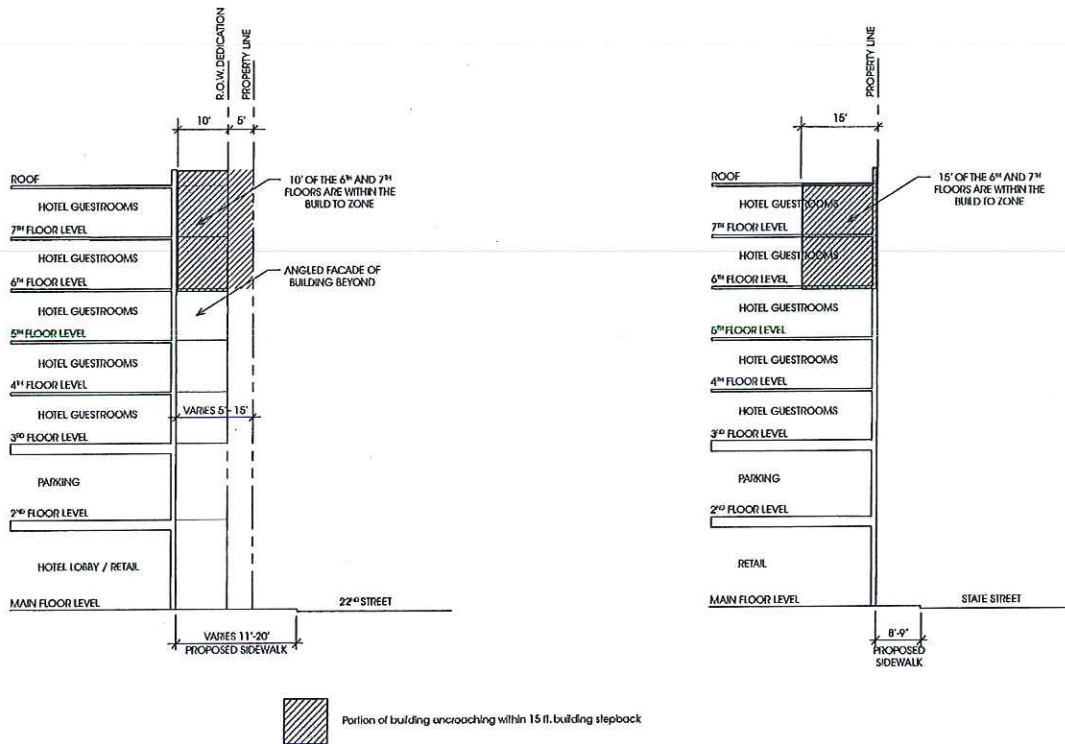 R.O.W. DEDICATION
PROPERTY LINE
10'
5'
10' OF THE 6TH AND 7TH
FLOORS ARE WITHIN THE
BUILD TO ZONE
ROOF
HOTEL GUESTROOMS
7TH FLOOR LEVEL
HOTEL GUESTROOMS
6TH FLOOR LEVEL
ANGLED FACADE OF
BUILDING BEYOND
HOTEL GUESTROOMS
5TH FLOOR LEVEL
HOTEL GUESTROOMS
4TH FLOOR LEVEL
HOTEL GUESTROOMS
VARIES 5'-15'
3RD FLOOR LEVEL
PARKING
2ND FLOOR LEVEL
HOTEL LOBBY / RETAIL
MAIN FLOOR LEVEL
22ND STREET
VARIES 11'-20'
PROPOSED SIDEWALK
PROPERTY LINE
15'
15' OF THE 6TH AND 7TH
FLOORS ARE WITHIN THE
BUILD TO ZONE
ROOF
HOTEL GUESTROOMS
7TH FLOOR LEVEL
HOTEL GUESTROOMS
6TH FLOOR LEVEL
HOTEL GUESTROOMS
5TH FLOOR LEVEL
HOTEL GUESTROOMS
4TH FLOOR LEVEL
HOTEL GUESTROOMS
3RD FLOOR LEVEL
PARKING
2ND FLOOR LEVEL
RETAIL
MAIN FLOOR LEVEL
STATE STREET
8'-9"
PROPOSED
SIDEWALK
Portion of building encroaching within 15 ft. building stepback